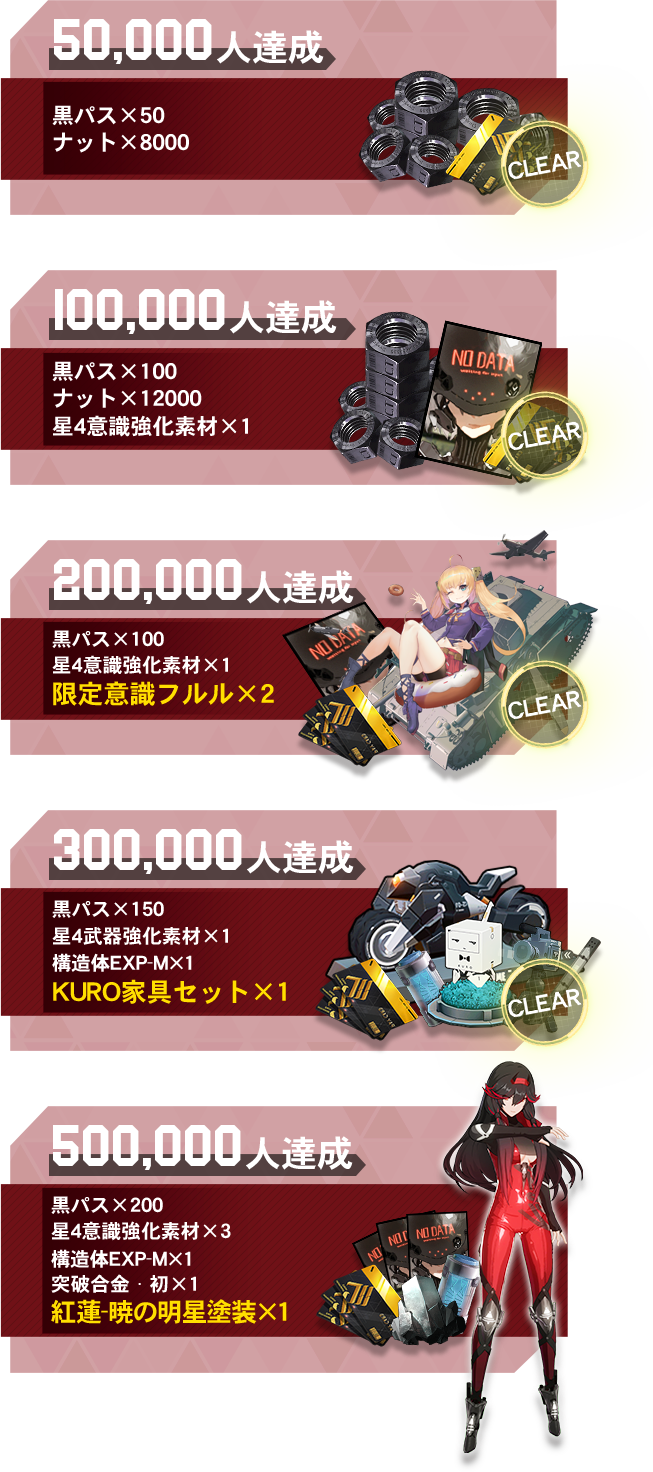 50,000人達成
黒パス×50
ナット×8000
CLEAR
100,000人達成
黒パス×100
ナット×12000
星4意識強化素材×1
NO DATA
CLEAR
200,000人達成
黒パス×100
星4意識強化素材×1
限定意識フルル×2
NO DATA
CLEAR
300,000人達成
黒パス×150
星4武器強化素材×1
構造体EXP-M×1
KURO家具セット×1
KURO
CLEAR
500,000人達成
黒パス×200
星4意識強化素材×3
構造体EXP-M×1
突破合金‧初×1
紅蓮-暁の明星塗装×1
NO DATA